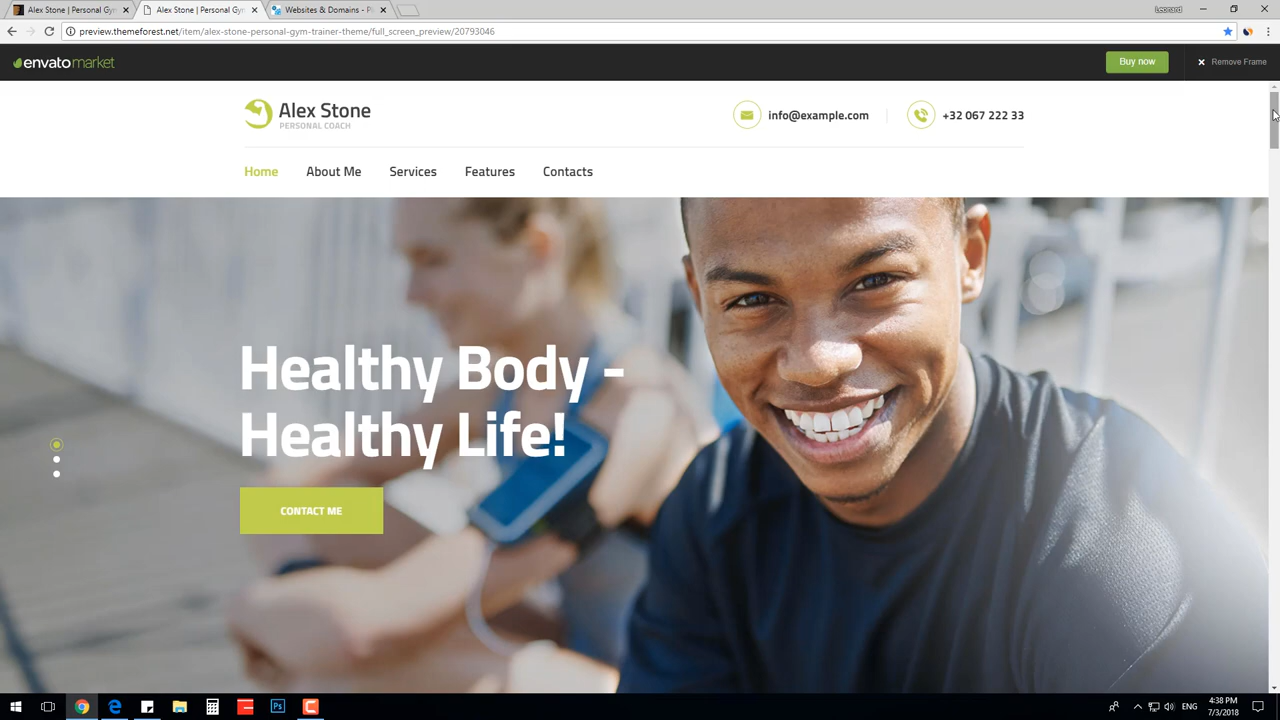 Alex Stone | Personal Gym
Alex Stone | Personal Gym
Websites & Domains - Pl
Leonard
preview.themeforest.net/item/alex-stone-personal-gym-trainer-theme/full_screen_preview/20793046
envato market
Buy now
Remove Frame
Alex Stone
PERSONAL COACH
info@example.com
+32 067 222 33
Home
About Me
Services
Features
Contacts
Healthy Body -
Healthy Life!
CONTACT ME
Ps
ENG
4:38 PM
7/3/2018